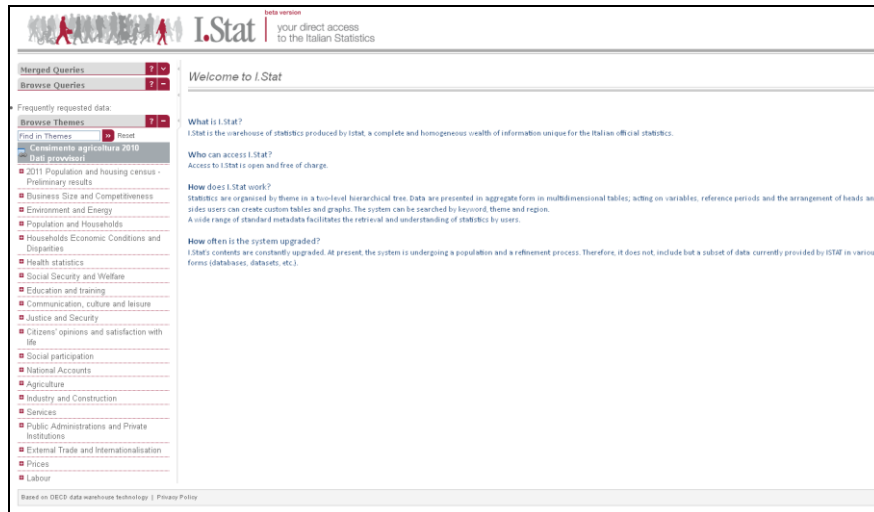 beta version
I.Stat
your direct access
to the Italian Statistics
Merged Queries ?
Browse Queries ? −
Frequently requested data:
Browse Themes ? −
Find in Themes » Reset
Censimento agricoltura 2010
Dati provvisori
2011 Population and housing census -
Preliminary results
Business Size and Competitiveness
Environment and Energy
Population and Households
Households Economic Conditions and
Disparities
Health statistics
Social Security and Welfare
Education and training
Communication, culture and leisure
Justice and Security
Citizens' opinions and satisfaction with
life
Social participation
National Accounts
Agriculture
Industry and Construction
Services
Public Administrations and Private
Institutions
External Trade and Internationalisation
Prices
Labour
Welcome to I.Stat
What is I.Stat?
I.Stat is the warehouse of statistics produced by Istat, a complete and homogeneous wealth of information unique for the Italian official statistics.
Who can access I.Stat?
Access to I.Stat is open and free of charge.
How does I.Stat work?
Statistics are organised by theme in a two-level hierarchical tree. Data are presented in aggregate form in multidimensional tables; acting on variables, reference periods and the arrangement of heads an
sides users can create custom tables and graphs. The system can be searched by keyword, theme and region.
A wide range of standard metadata facilitates the retrieval and understanding of statistics by users.
How often is the system upgraded?
I.Stat's contents are constantly upgraded. At present, the system is undergoing a population and a refinement process. Therefore, it does not, include but a subset of data currently provided by ISTAT in variou
forms (databases, datasets, etc.).
Based on OECD data warehouse technology | Privacy Policy